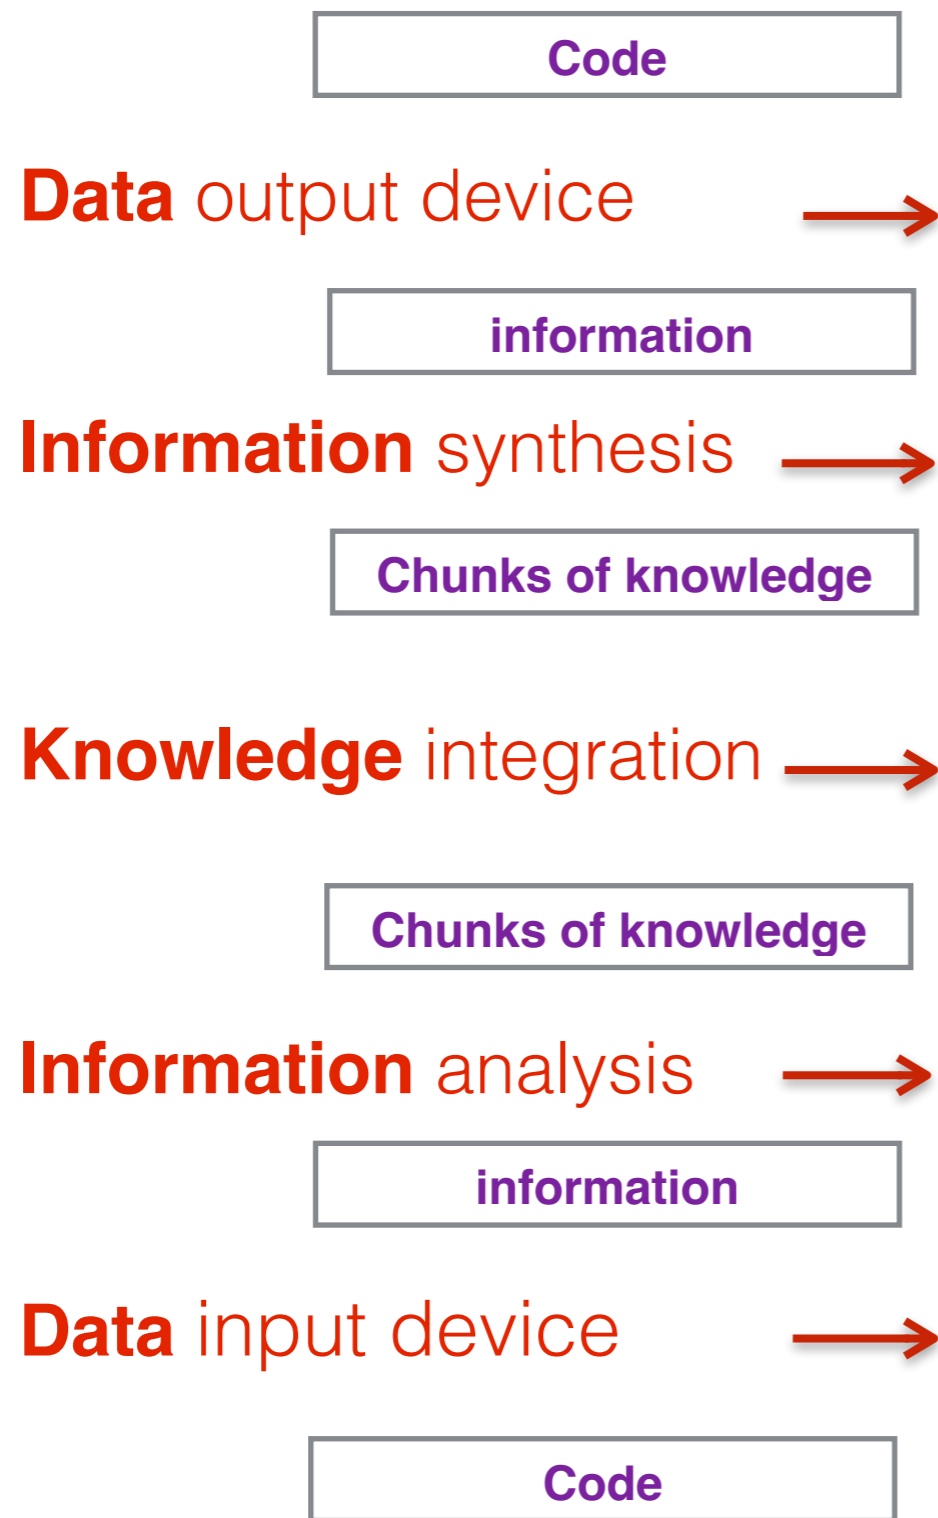 Code
Data output device
information
Information synthesis
Chunks of knowledge
Knowledge integration
Chunks of knowledge
Information analysis
information
Data input device
Code